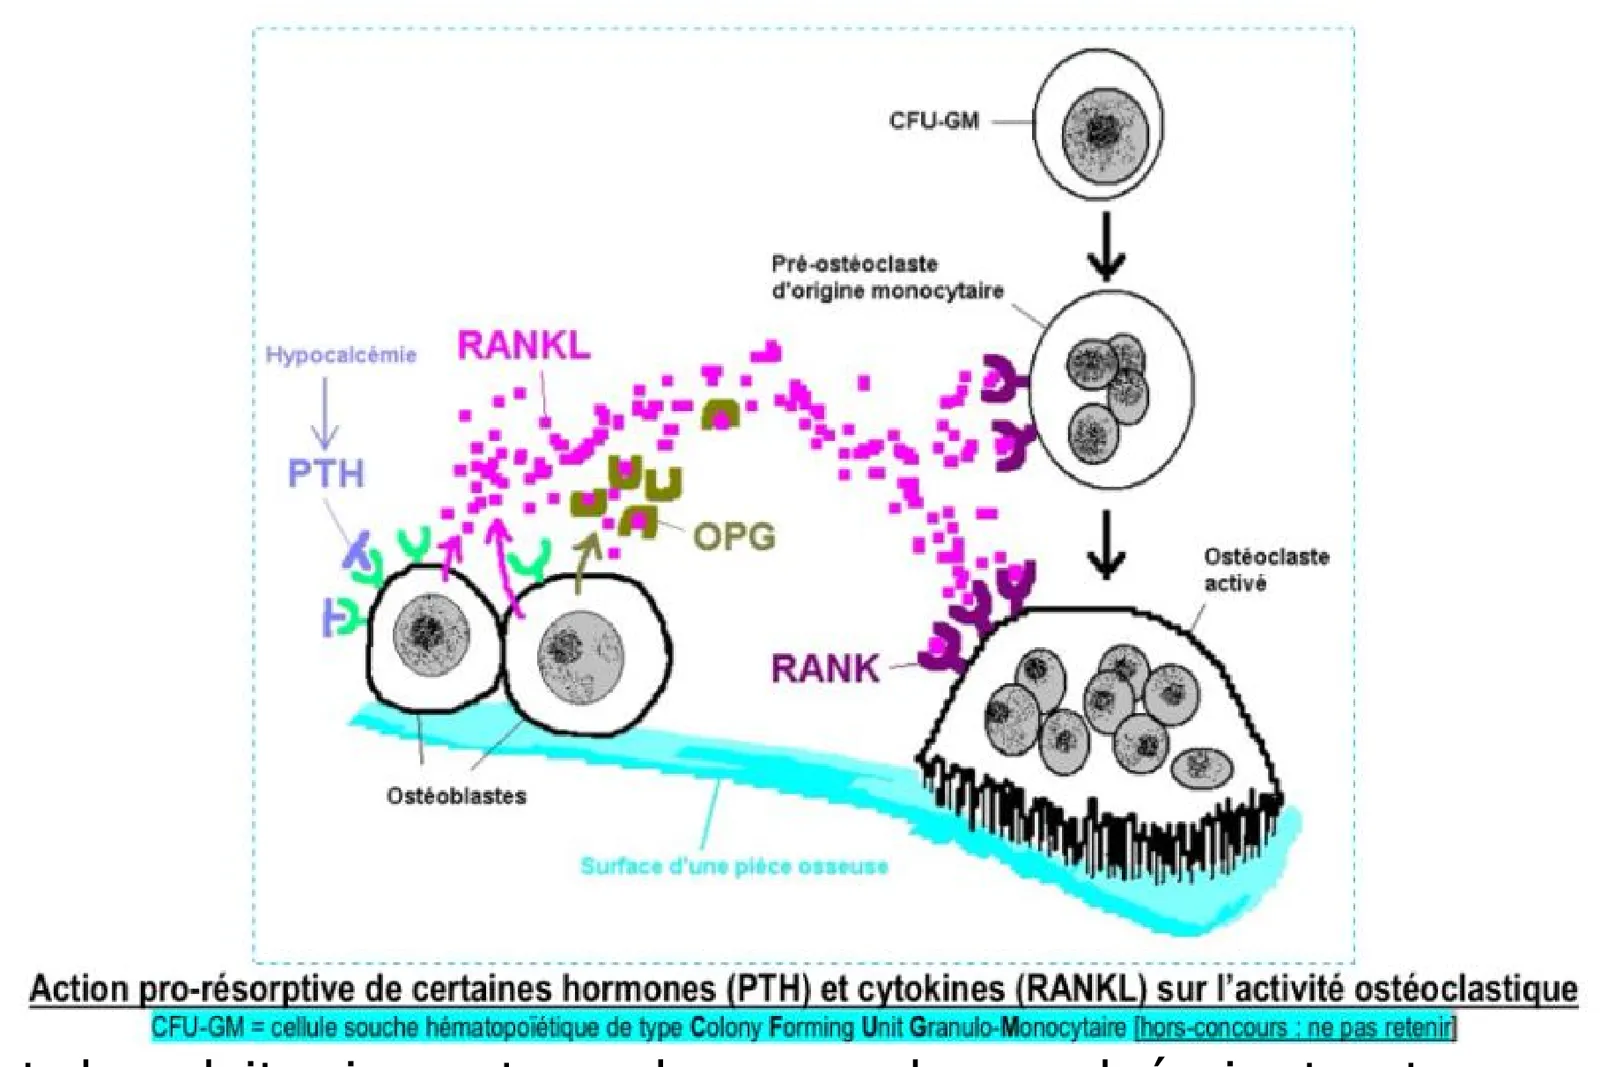 CFU-GM
Pré-ostéoclaste
d'origine monocytaire
Hypocalcémie
RANKL
PTH
OPG
Ostéoclaste
activé
RANK
Ostéoblastes
Surface d'une pièce osseuse
Action pro-résorptive de certaines hormones (PTH) et cytokines (RANKL) sur l'activité ostéoclastique
CFU-GM = cellule souche hématopoïétique de type Colony Forming Unit Granulo-Monocytaire [hors-concours : ne pas retenir]